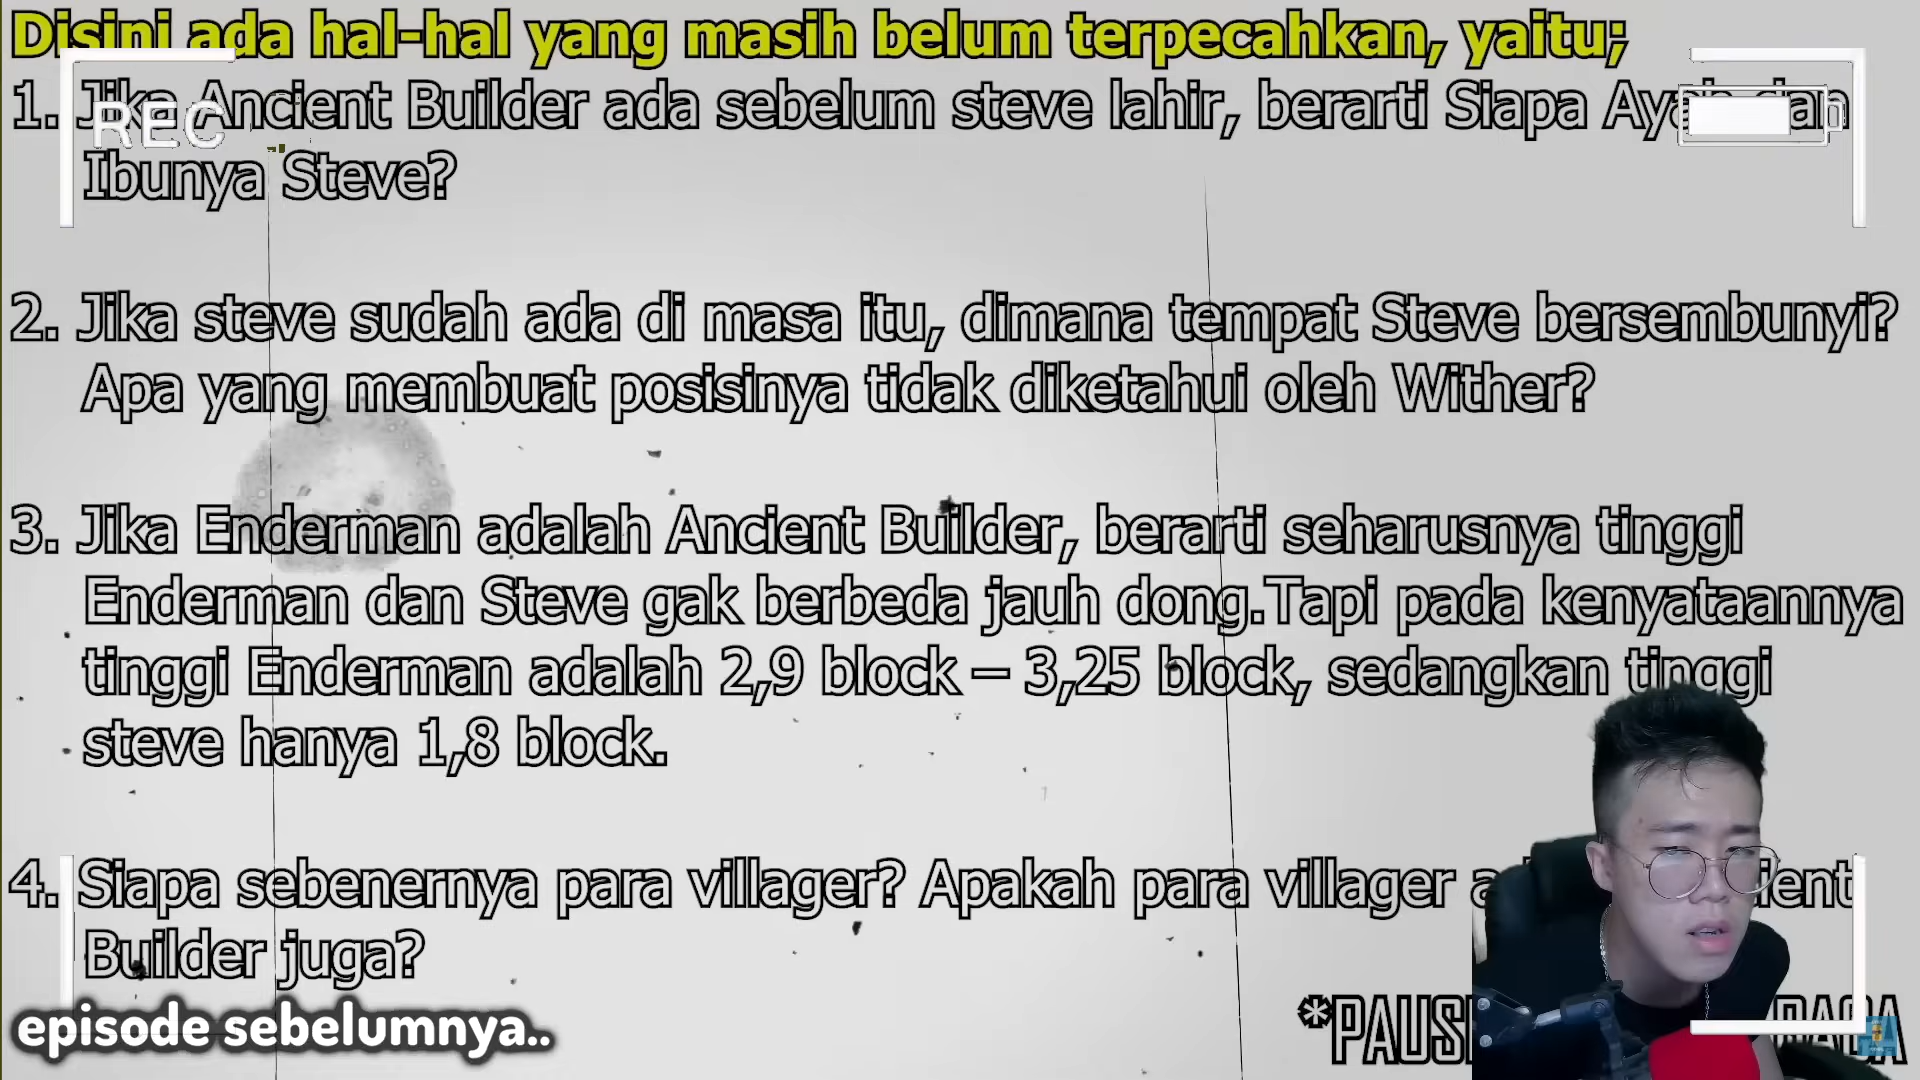 Disini ada hal-hal yang masih belum terpecahkan, yaitu;
1. Jika Ancient Builder ada sebelum steve lahir, berarti Siapa Ayah dan
REC
Ibunya Steve?
2. Jika steve sudah ada di masa itu, dimana tempat Steve bersembunyi?
Apa yang membuat posisinya tidak diketahui oleh Wither?
3. Jika Enderman adalah Ancient Builder, berarti seharusnya tinggi
Enderman dan Steve gak berbeda jauh dong.Tapi pada kenyataannya
tinggi Enderman adalah 2,9 block – 3,25 block, sedangkan tinggi
steve hanya 1,8 block.
4. Siapa sebenernya para villager? Apakah para villager
Builder juga?
episode sebelumnya..